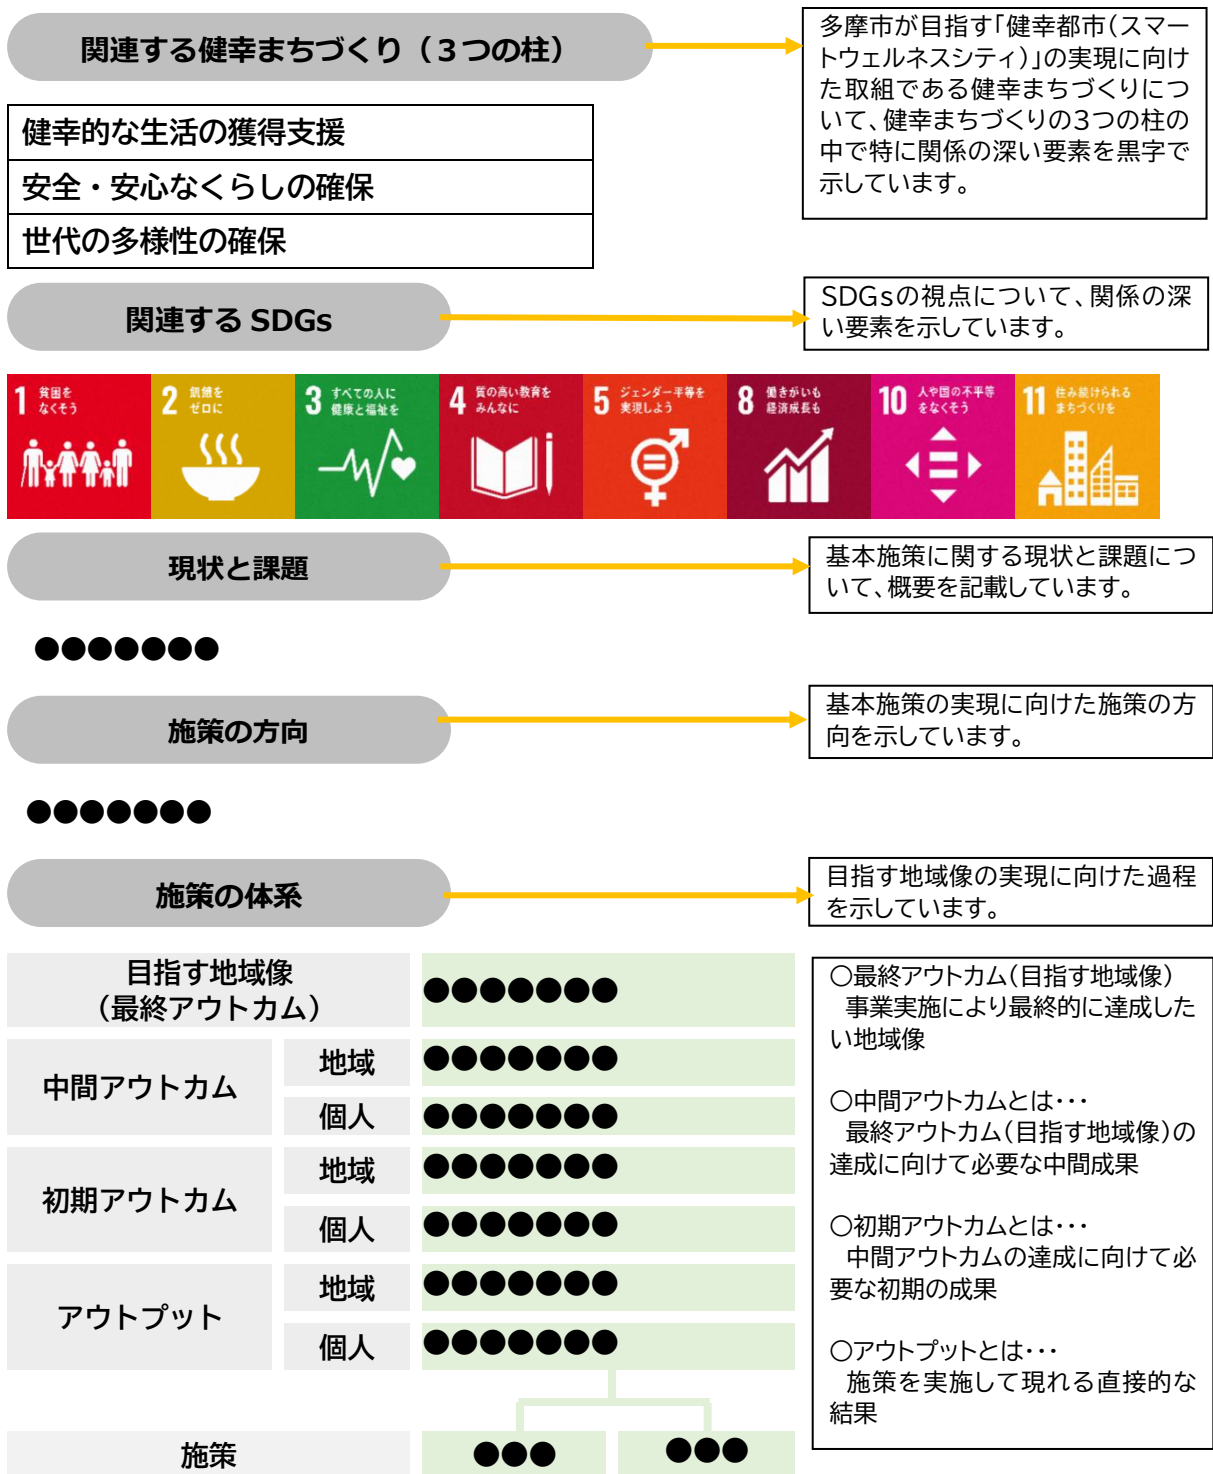 関連する健幸まちづくり（３つの柱）
多摩市が目指す「健幸都市（スマー
トウェルネスシティ）」の実現に向け
た取組である健幸まちづくりにつ
いて、健幸まちづくりの３つの柱の
中で特に関係の深い要素を黒字で
示しています。
健幸的な生活の獲得支援
安全・安心なくらしの確保
世代の多様性の確保
関連する SDGs
SDGsの視点について、関係の深
い要素を示しています。
1 貧困を
なくそう
2 飢餓を
ゼロに
3 すべての人に
健康と福祉を
4 質の高い教育を
みんなに
5 ジェンダー平等を
実現しよう
8 働きがいも
経済成長も
10 人や国の不平等
をなくそう
11 住み続けられる
まちづくりを
現状と課題
基本施策に関する現状と課題につ
いて、概要を記載しています。
●●●●●●●
施策の方向
基本施策の実現に向けた施策の方
向を示しています。
●●●●●●●
施策の体系
目指す地域像の実現に向けた過程
を示しています。
目指す地域像
（最終アウトカム）
●●●●●●●
中間アウトカム
地域
●●●●●●●
個人
●●●●●●●
初期アウトカム
地域
●●●●●●●
個人
●●●●●●●
アウトプット
地域
●●●●●●●
個人
●●●●●●●
施策
●●●
●●●
○最終アウトカム（目指す地域像）
事業実施により最終的に達成した
い地域像
○中間アウトカムとは・・・
最終アウトカム（目指す地域像）の
達成に向けて必要な中間成果
○初期アウトカムとは・・・
中間アウトカムの達成に向けて必
要な初期の成果
○アウトプットとは・・・
施策を実施して現れる直接的な
結果